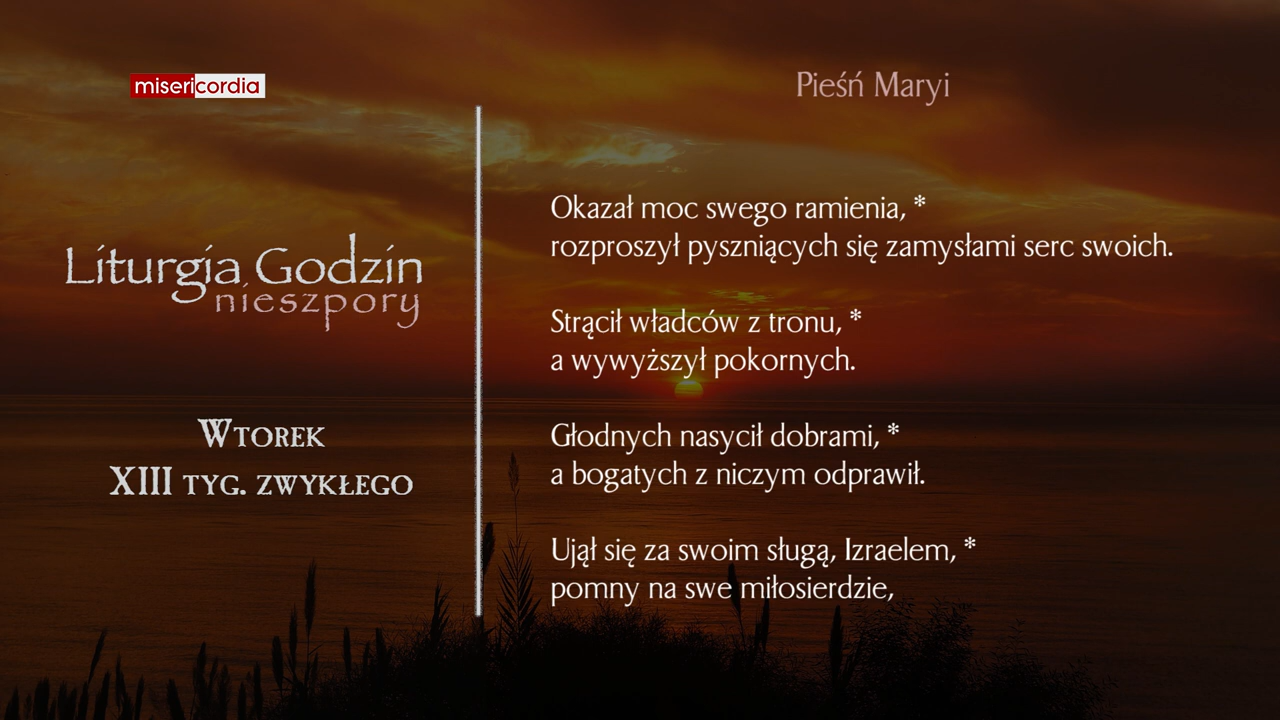 misericordia
Liturgia Godzin
nieszpory
Wtorek
XIII tyg. zwykłego
Pieśń Maryi
Okazał moc swego ramienia, *
rozproszył pyszniących się zamysłami serc swoich.
Strącił władców z tronu, *
a wywyższył pokornych.
Głodnych nasycił dobrami, *
a bogatych z niczym odprawił.
Ujął się za swoim sługą, Izraelem, *
pomny na swe miłosierdzie,